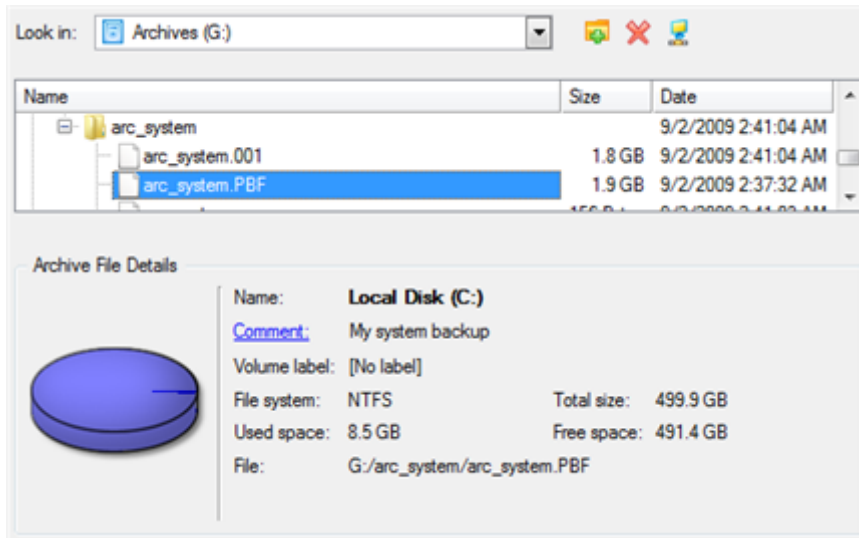 Look in: Archives (G:)
Name Size Date
arc_system 9/2/2009 2:41:04 AM
arc_system.001 1.8 GB 9/2/2009 2:41:04 AM
arc_system.PBF 1.9 GB 9/2/2009 2:37:32 AM
Archive File Details
Name: Local Disk (C:)
Comment: My system backup
Volume label: [No label]
File system: NTFS Total size: 499.9 GB
Used space: 8.5 GB Free space: 491.4 GB
File: G:/arc_system/arc_system.PBF